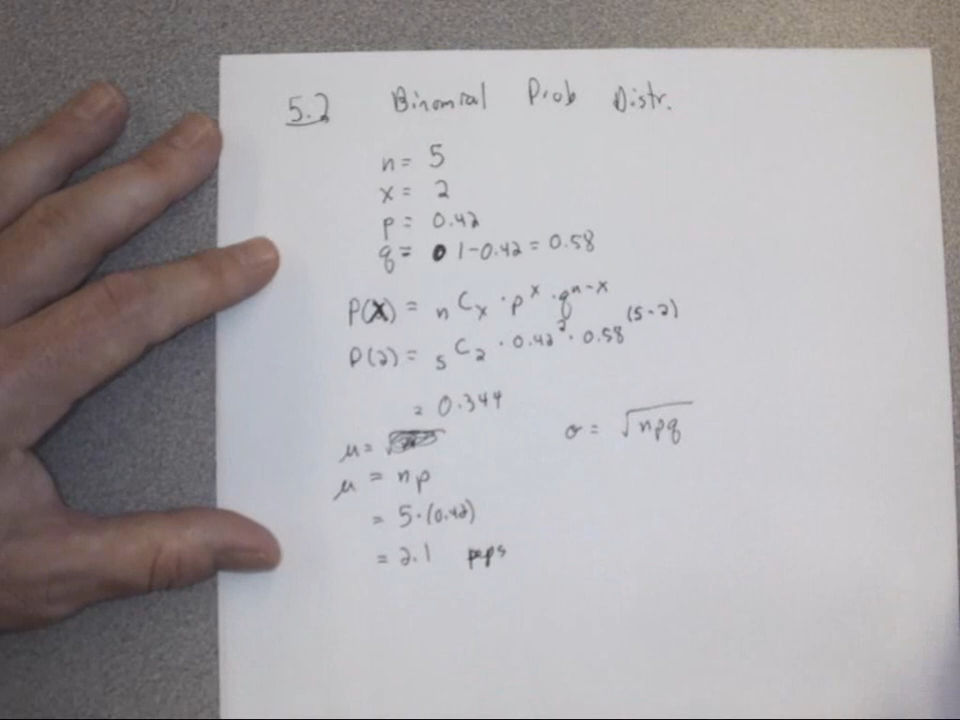 5.2 Binomial Prob Distr.
n = 5
x = 2
p = 0.42
q = 1-0.42 = 0.58
P(X) = nCx · p^x · q^n-x
P(2) = 5C2 · 0.42^2 · 0.58^(5-2)
= 0.344
μ = √
σ = √npq
μ = np
= 5·(0.42)
= 2.1